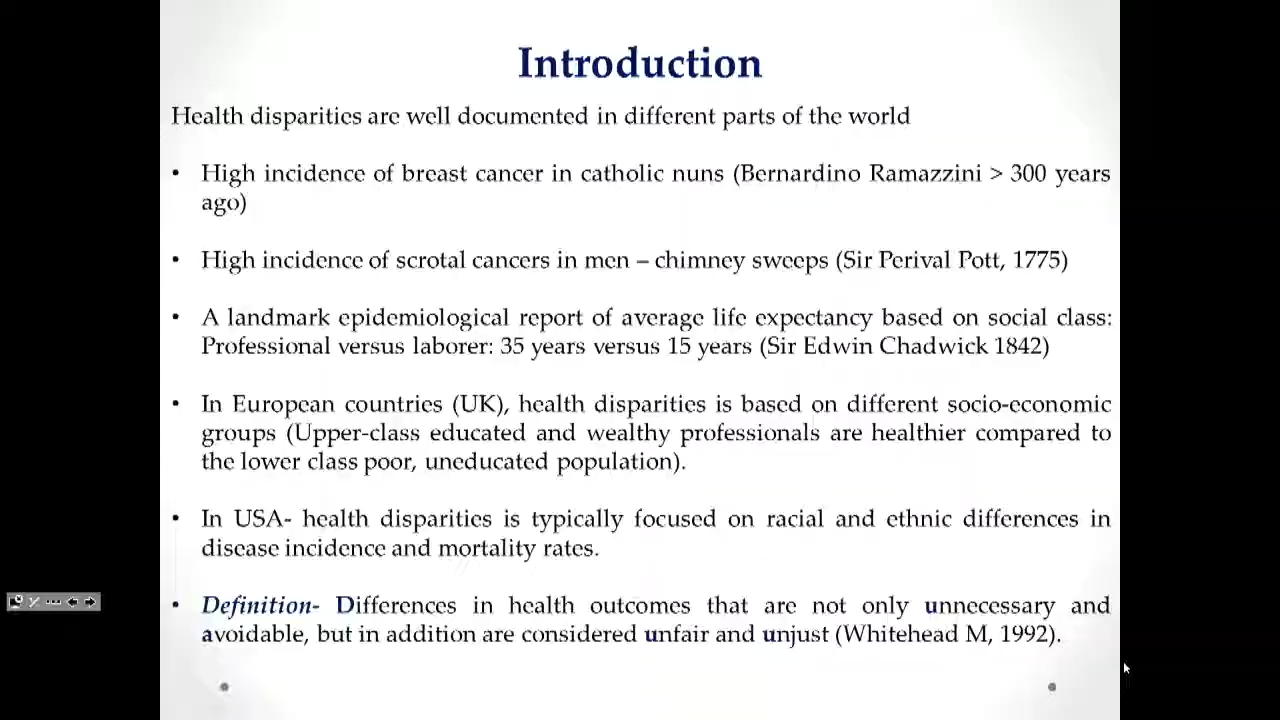 Introduction
Health disparities are well documented in different parts of the world
• High incidence of breast cancer in catholic nuns (Bernardino Ramazzini > 300 years
ago)
• High incidence of scrotal cancers in men – chimney sweeps (Sir Perival Pott, 1775)
• A landmark epidemiological report of average life expectancy based on social class:
Professional versus laborer: 35 years versus 15 years (Sir Edwin Chadwick 1842)
• In European countries (UK), health disparities is based on different socio-economic
groups (Upper-class educated and wealthy professionals are healthier compared to
the lower class poor, uneducated population).
• In USA- health disparities is typically focused on racial and ethnic differences in
disease incidence and mortality rates.
• Definition- Differences in health outcomes that are not only unnecessary and
avoidable, but in addition are considered unfair and unjust (Whitehead M, 1992).